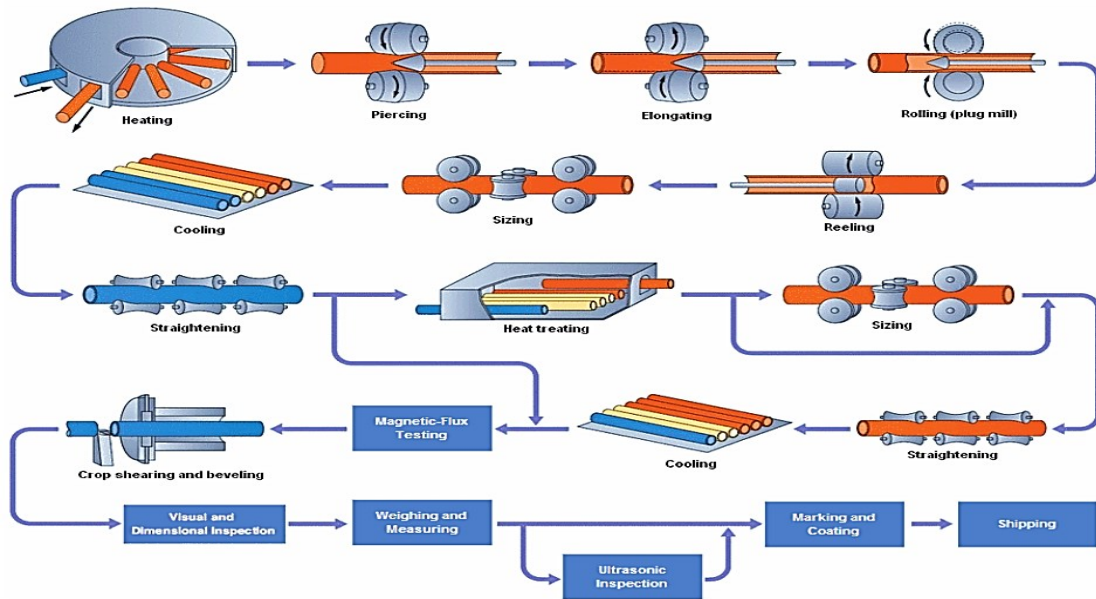 Heating
Piercing
Elongating
Rolling (plug mill)
Cooling
Sizing
Reeling
Straightening
Heat treating
Sizing
Crop shearing and beveling
Magnetic-Flux
Testing
Cooling
Straightening
Visual and
Dimensional Inspection
Weighing and
Measuring
Ultrasonic
Inspection
Marking and
Coating
Shipping